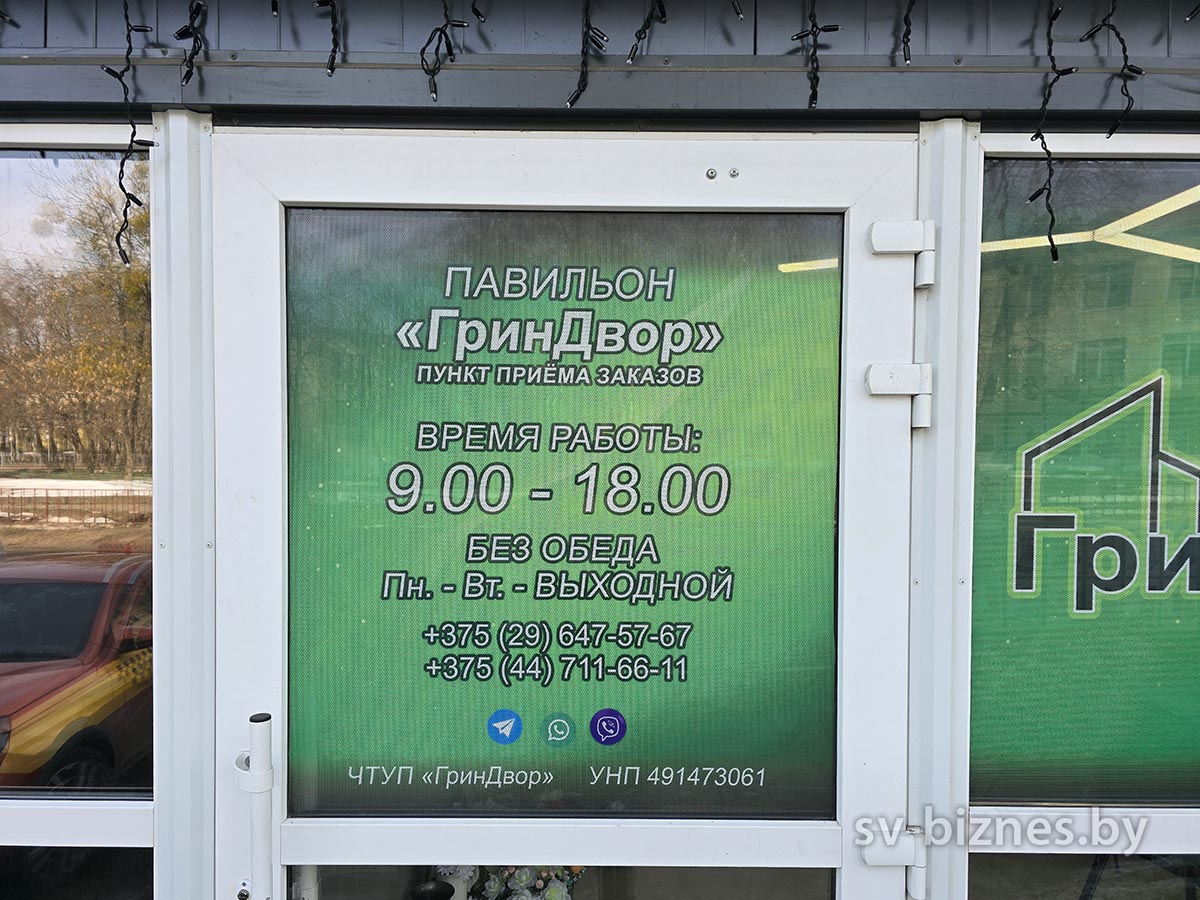 ПАВИЛЬОН
«ГринДвор»
ПУНКТ ПРИЁМА ЗАКАЗОВ
ВРЕМЯ РАБОТЫ:
9.00 - 18.00
БЕЗ ОБЕДА
Пн. - Вт. - ВЫХОДНОЙ
+375 (29) 647-57-67
+375 (44) 711-66-11
ЧТУП «ГринДвор» УНП 491473061
Гри
sv-biznes.by